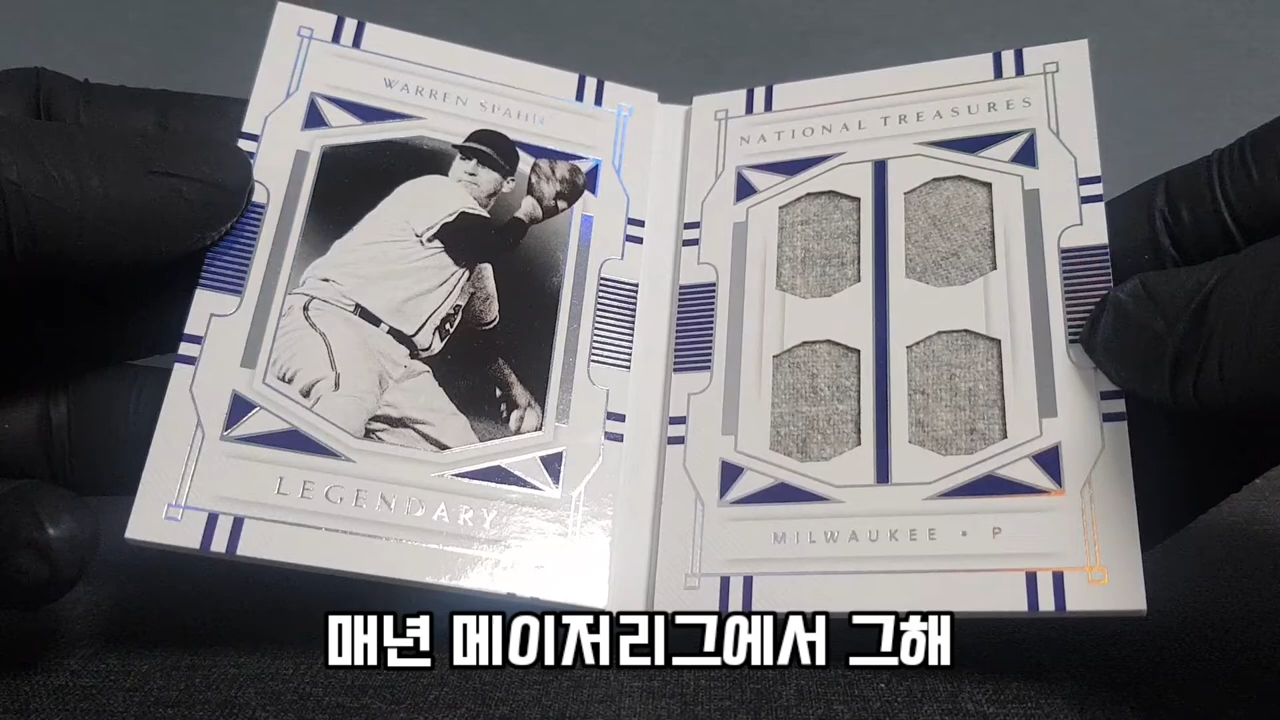 WARREN SPAHN
LEGENDARY
NATIONAL TREASURES
MILWAUKEE • P
매년 메이저리그에서 그해